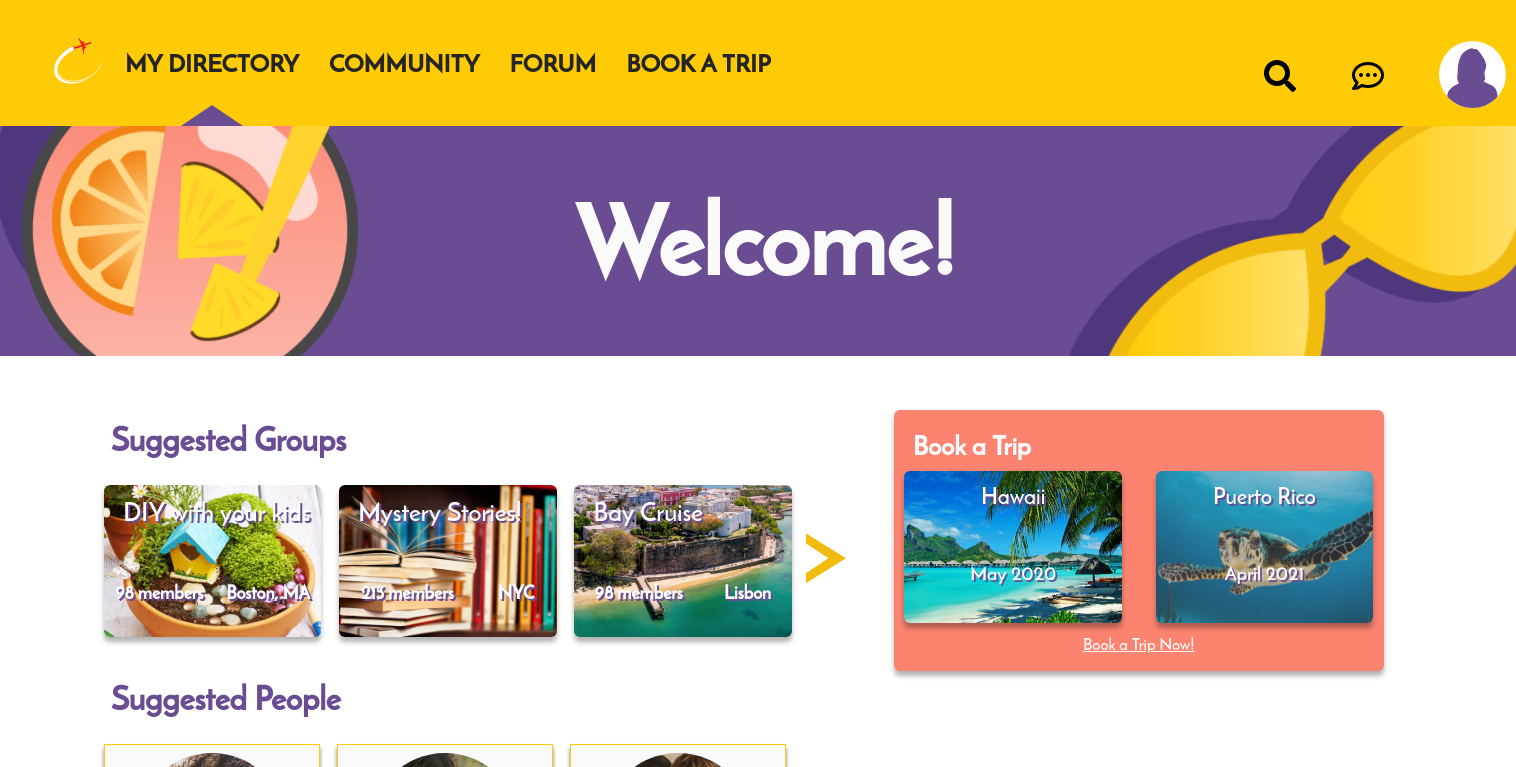 MY DIRECTORY COMMUNITY FORUM BOOK A TRIP
Welcome!
Suggested Groups
DIY with your kids
98 members Boston, MA
Mystery Stories!
213 members NYC
Bay Cruise
98 members Lisbon
Book a Trip
Hawaii
May 2020
Puerto Rico
April 2021
Book a Trip Now!
Suggested People